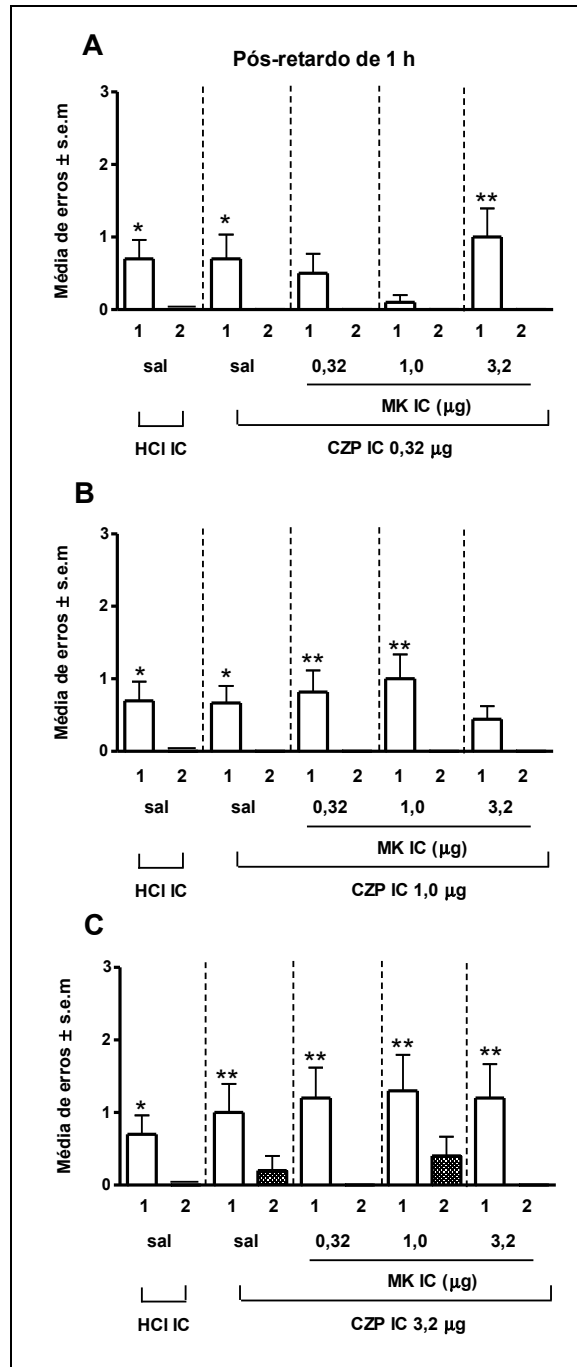 A
Pós-retardo de 1 h
Média de erros ± s.e.m
3
2
1
0
* * **
1 2 1 2 1 2 1 2 1 2
sal sal 0,32 1,0 3,2
MK IC (µg)
HCl IC CZP IC 0,32 µg
B
Média de erros ± s.e.m
3
2
1
0
* * ** **
1 2 1 2 1 2 1 2 1 2
sal sal 0,32 1,0 3,2
MK IC (µg)
HCl IC CZP IC 1,0 µg
C
Média de erros ± s.e.m
3
2
1
0
* ** ** ** **
1 2 1 2 1 2 1 2 1 2
sal sal 0,32 1,0 3,2
MK IC (µg)
HCl IC CZP IC 3,2 µg